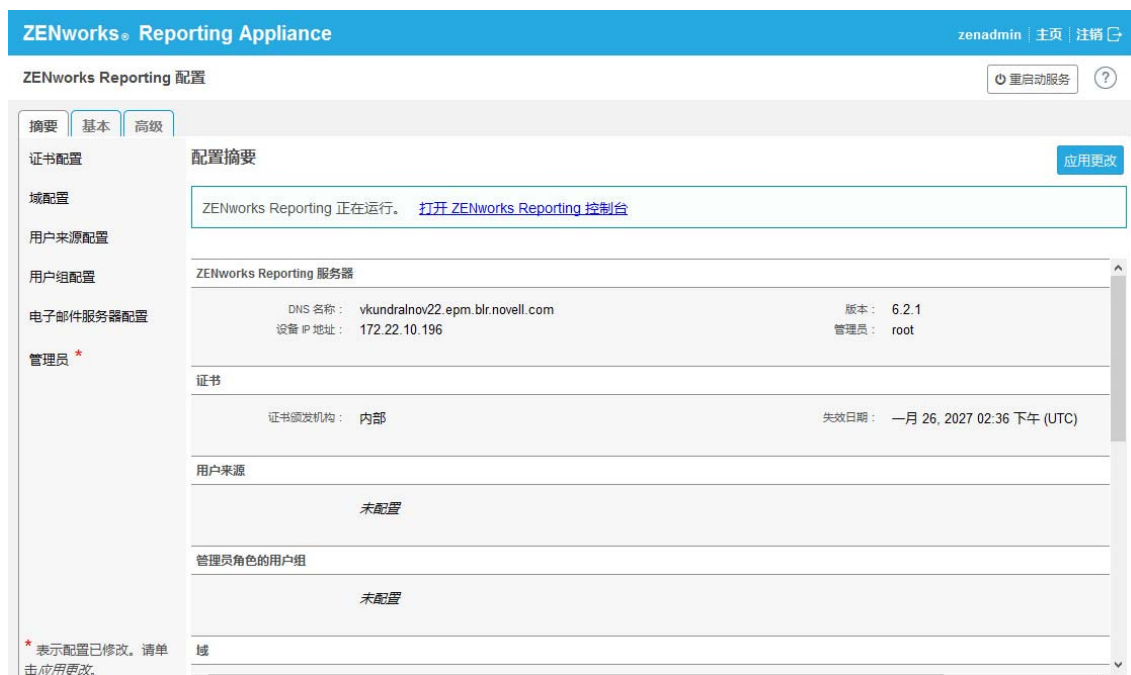 ZENworks® Reporting Appliance
zenadmin 主页 注销
ZENworks Reporting 配置
重启动服务 ?
摘要 基本 高级
证书配置
域配置
用户来源配置
用户组配置
电子邮件服务器配置
管理员 *
配置摘要
应用更改
ZENworks Reporting 正在运行。 打开 ZENworks Reporting 控制台
ZENworks Reporting 服务器
DNS 名称： vkundralnov22.epm.blr.novell.com 版本： 6.2.1
设备 IP 地址： 172.22.10.196 管理员： root
证书
证书颁发机构： 内部 失效日期： 一月 26, 2027 02:36 下午 (UTC)
用户来源
未配置
管理员角色的用户组
未配置
域
* 表示配置已修改。请单
击应用更改。